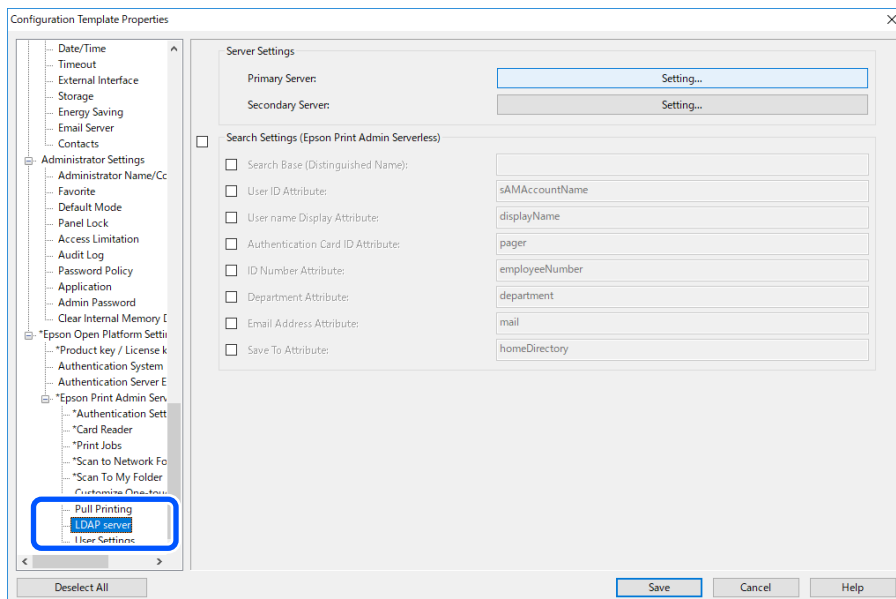 Configuration Template Properties
Date/Time
Timeout
External Interface
Storage
Energy Saving
Email Server
Contacts
Administrator Settings
Administrator Name/Cc
Favorite
Default Mode
Panel Lock
Access Limitation
Audit Log
Password Policy
Application
Admin Password
Clear Internal Memory D
*Epson Open Platform Settin
*Product key / License k
Authentication System
Authentication Server E
*Epson Print Admin Serv
*Authentication Sett
*Card Reader
*Print Jobs
*Scan to Network Fo
*Scan To My Folder
Customize One-tou
Pull Printing
LDAP server
User Settings
Server Settings
Primary Server: Setting...
Secondary Server: Setting...
Search Settings (Epson Print Admin Serverless)
Search Base (Distinguished Name):
User ID Attribute: sAMAccountName
User name Display Attribute: displayName
Authentication Card ID Attribute: pager
ID Number Attribute: employeeNumber
Department Attribute: department
Email Address Attribute: mail
Save To Attribute: homeDirectory
Deselect All Save Cancel Help